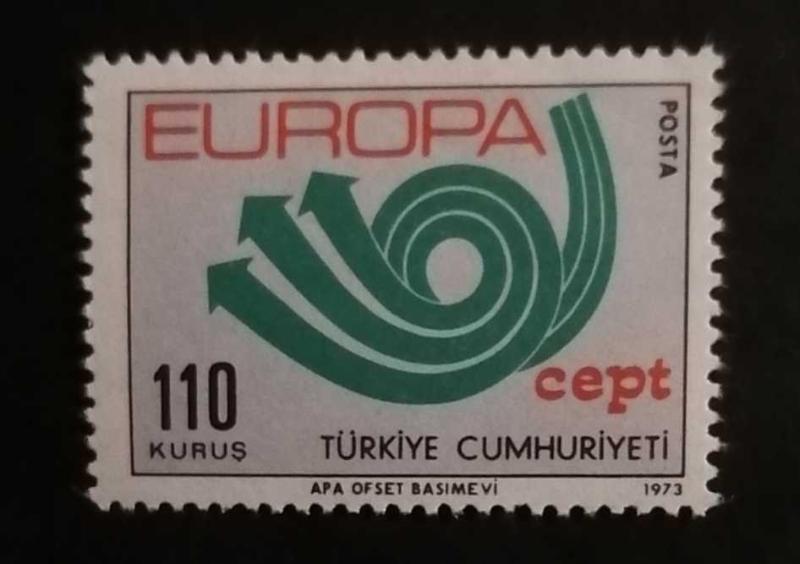 EUROPA
POSTA
cept
110
KURUŞ
TÜRKİYE CUMHURİYETİ
APA OFSET BASIMEVİ 1973